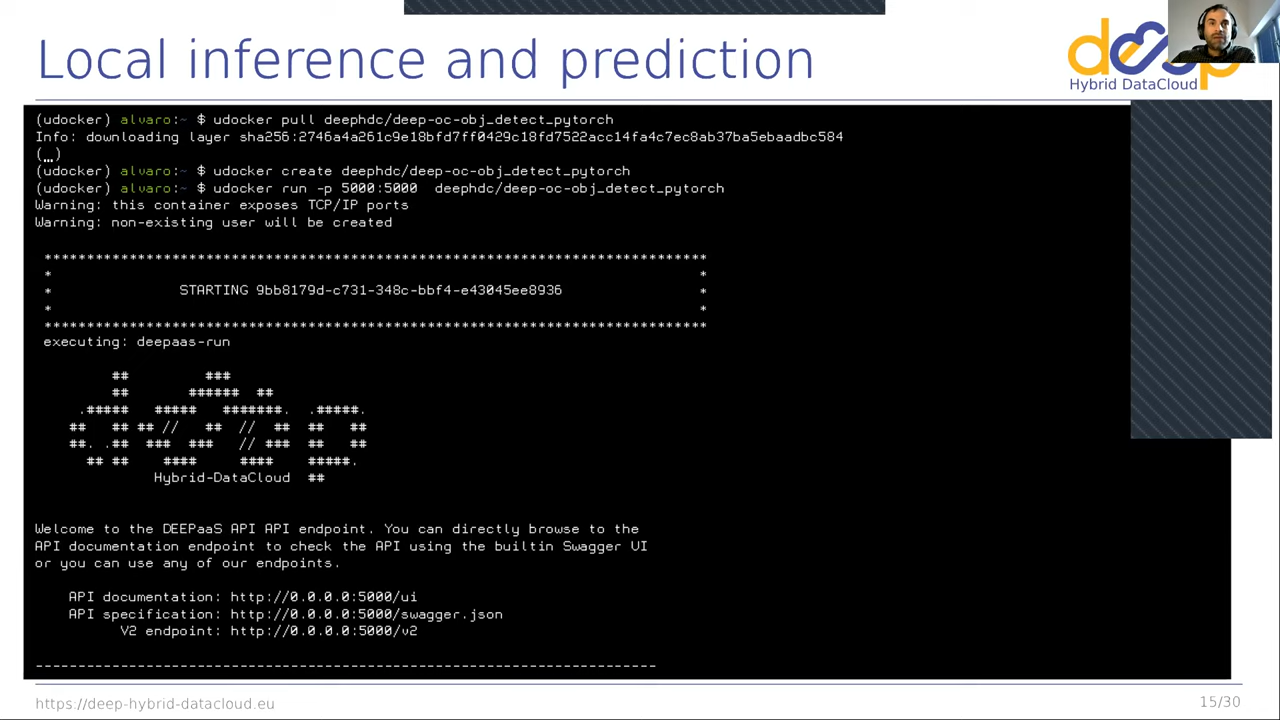 Local inference and prediction
deep
Hybrid DataCloud
(udocker) alvaro:~ $ udocker pull deephdc/deep-oc-obj_detect_pytorch
Info: downloading layer sha256:2746a4a261c9e18bfd7ff0429c18fd7522acc14fa4c7ec8ab37ba5ebaadbc584
(…)
(udocker) alvaro:~ $ udocker create deephdc/deep-oc-obj_detect_pytorch
(udocker) alvaro:~ $ udocker run -p 5000:5000  deephdc/deep-oc-obj_detect_pytorch
Warning: this container exposes TCP/IP ports
Warning: non-existing user will be created
STARTING 9bb8179d-c731-348c-bbf4-e43045ee8936
executing: deepaas-run
Hybrid-DataCloud  ##
Welcome to the DEEPaaS API API endpoint. You can directly browse to the
API documentation endpoint to check the API using the builtin Swagger UI
or you can use any of our endpoints.
API documentation: http://0.0.0.0:5000/ui
API specification: http://0.0.0.0:5000/swagger.json
V2 endpoint: http://0.0.0.0:5000/v2
-------------------------------------------------------------------------
https://deep-hybrid-datacloud.eu
15/30